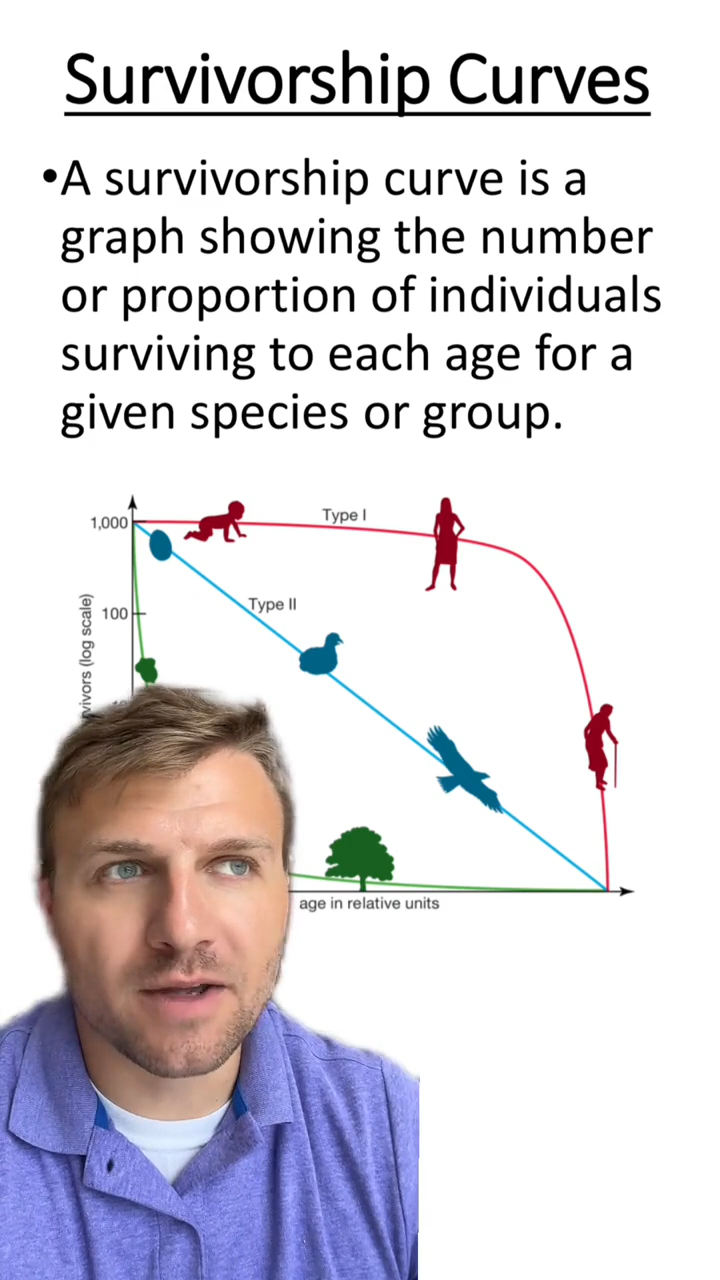 Survivorship Curves
•A survivorship curve is a
graph showing the number
or proportion of individuals
surviving to each age for a
given species or group.
Type I
1,000
Type II
100
(log scale)
age in relative units